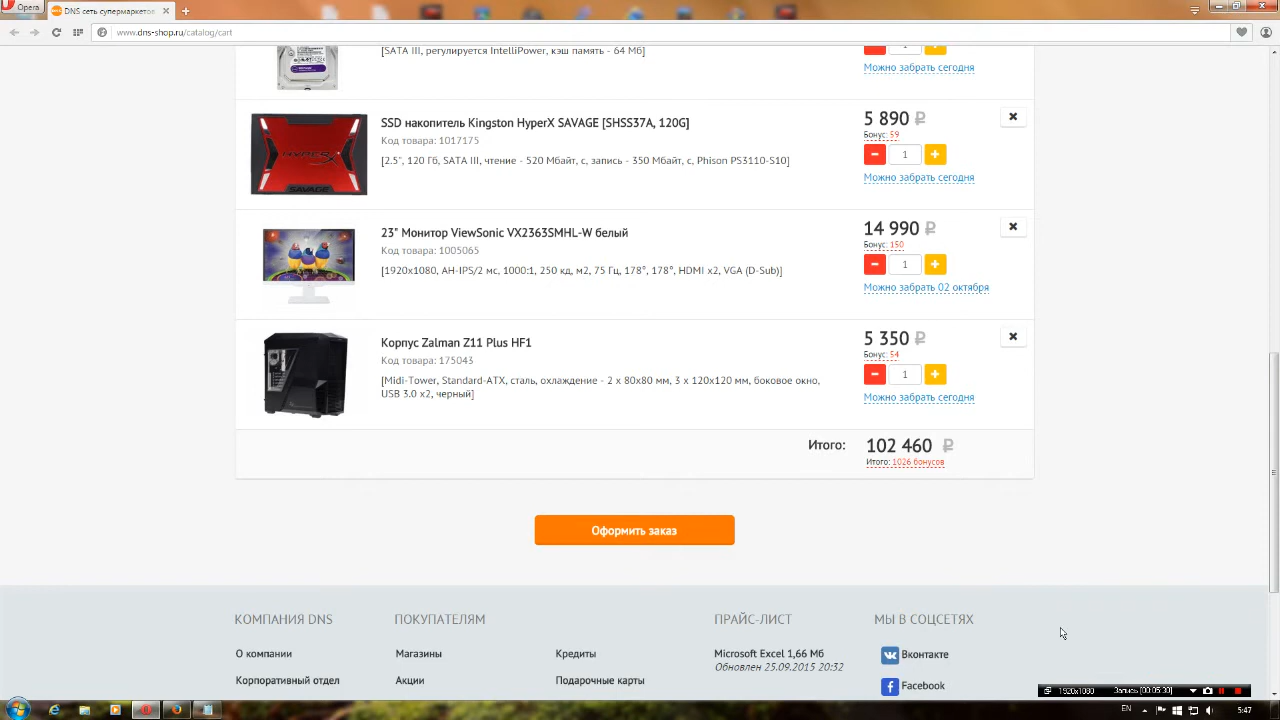 Opera
DNS сеть супермаркетов
www.dns-shop.ru/catalog/cart
[SATA III, регулируется IntelliPower, кэш память - 64 Мб]
1
Можно забрать сегодня
SSD накопитель Kingston HyperX SAVAGE [SHSS37A, 120G]
Код товара: 1017175
[2.5", 120 Гб, SATA III, чтение - 520 Мбайт, с, запись - 350 Мбайт, с, Phison PS3110-S10]
5 890 ₽
Бонус: 59
1
Можно забрать сегодня
HYPERX
SAVAGE
23" Монитор ViewSonic VX2363SMHL-W белый
Код товара: 1005065
[1920x1080, AH-IPS/2 мс, 1000:1, 250 кд, м2, 75 Гц, 178°, 178°, HDMI x2, VGA (D-Sub)]
14 990 ₽
Бонус: 150
1
Можно забрать 02 октября
Корпус Zalman Z11 Plus HF1
Код товара: 175043
[Midi-Tower, Standard-ATX, сталь, охлаждение - 2 x 80x80 мм, 3 x 120x120 мм, боковое окно,
USB 3.0 x2, черный]
5 350 ₽
Бонус: 54
1
Можно забрать сегодня
Итого: 102 460 ₽
Итого: 1026 бонусов
Оформить заказ
КОМПАНИЯ DNS
О компании
Корпоративный отдел
ПОКУПАТЕЛЯМ
Магазины
Акции
Кредиты
Подарочные карты
ПРАЙС-ЛИСТ
Microsoft Excel 1,66 Мб
Обновлен 25.09.2015 20:32
МЫ В СОЦСЕТЯХ
Вконтакте
Facebook
1920x1080 Запись [00:05:30]
EN
5:47